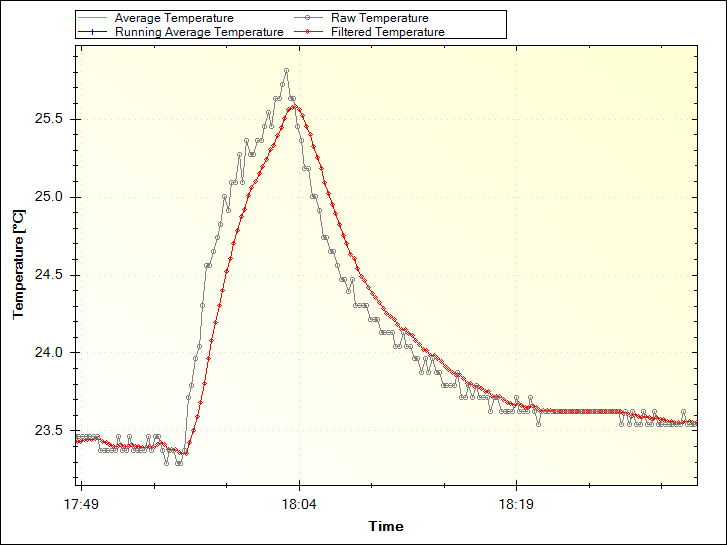 Average Temperature Raw Temperature
Running Average Temperature Filtered Temperature
25.5
25.0
24.5
24.0
23.5
Temperature [°C]
17:49 18:04 18:19
Time